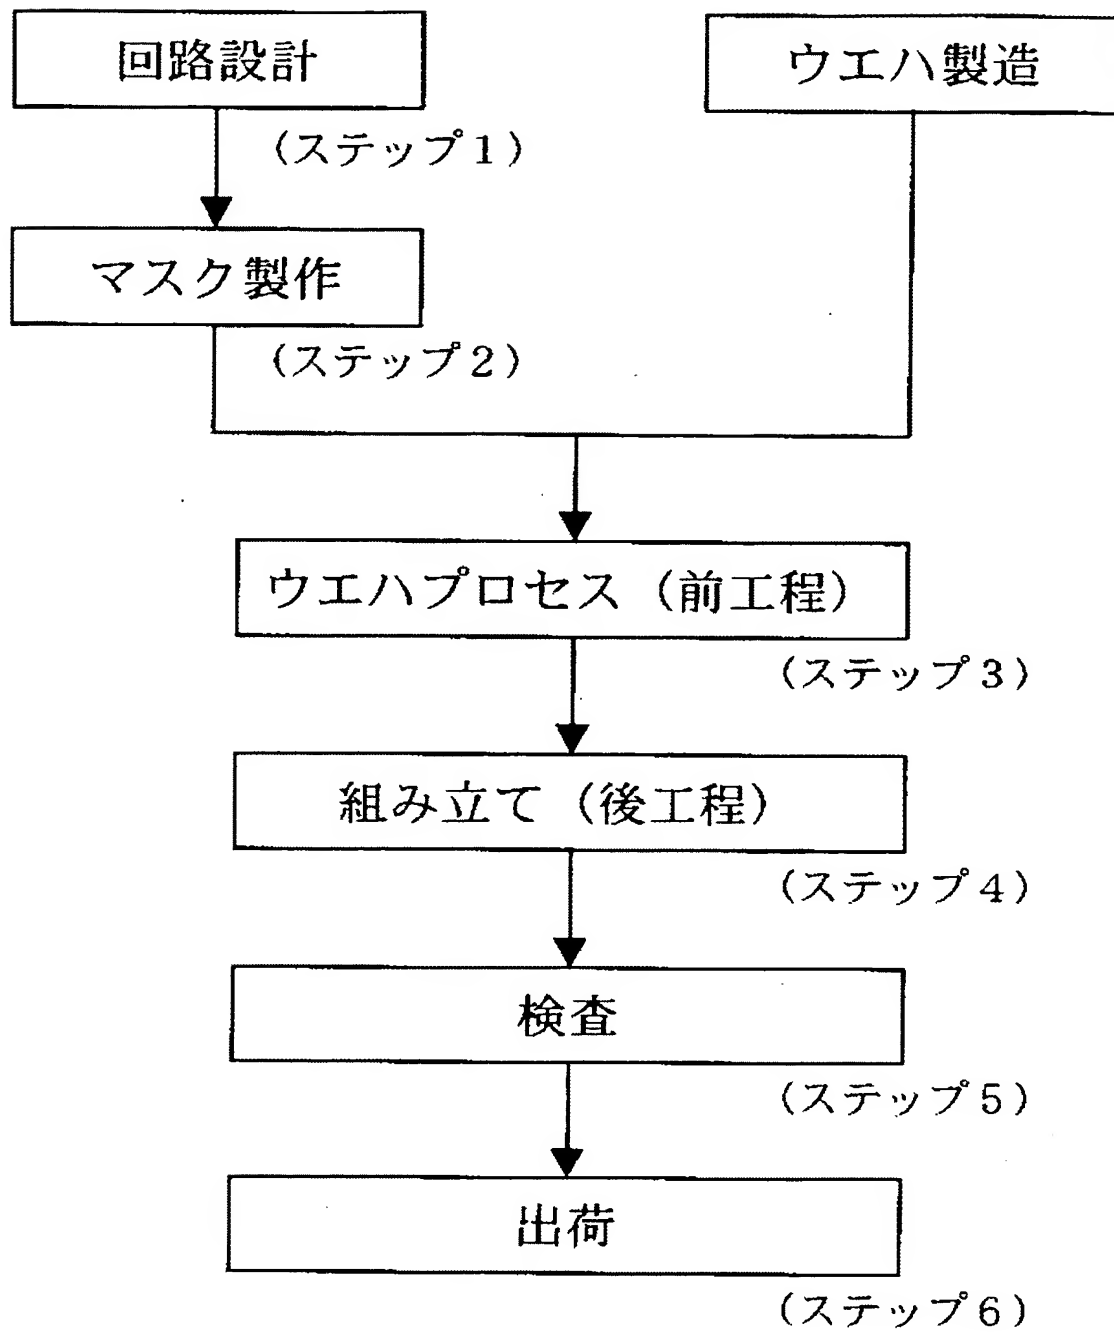 回路設計
ウエハ製造
(ステップ1)
マスク製作
(ステップ2)
ウエハプロセス(前工程)
(ステップ3)
組み立て(後工程)
(ステップ4)
検査
(ステップ5)
出荷
(ステップ6)